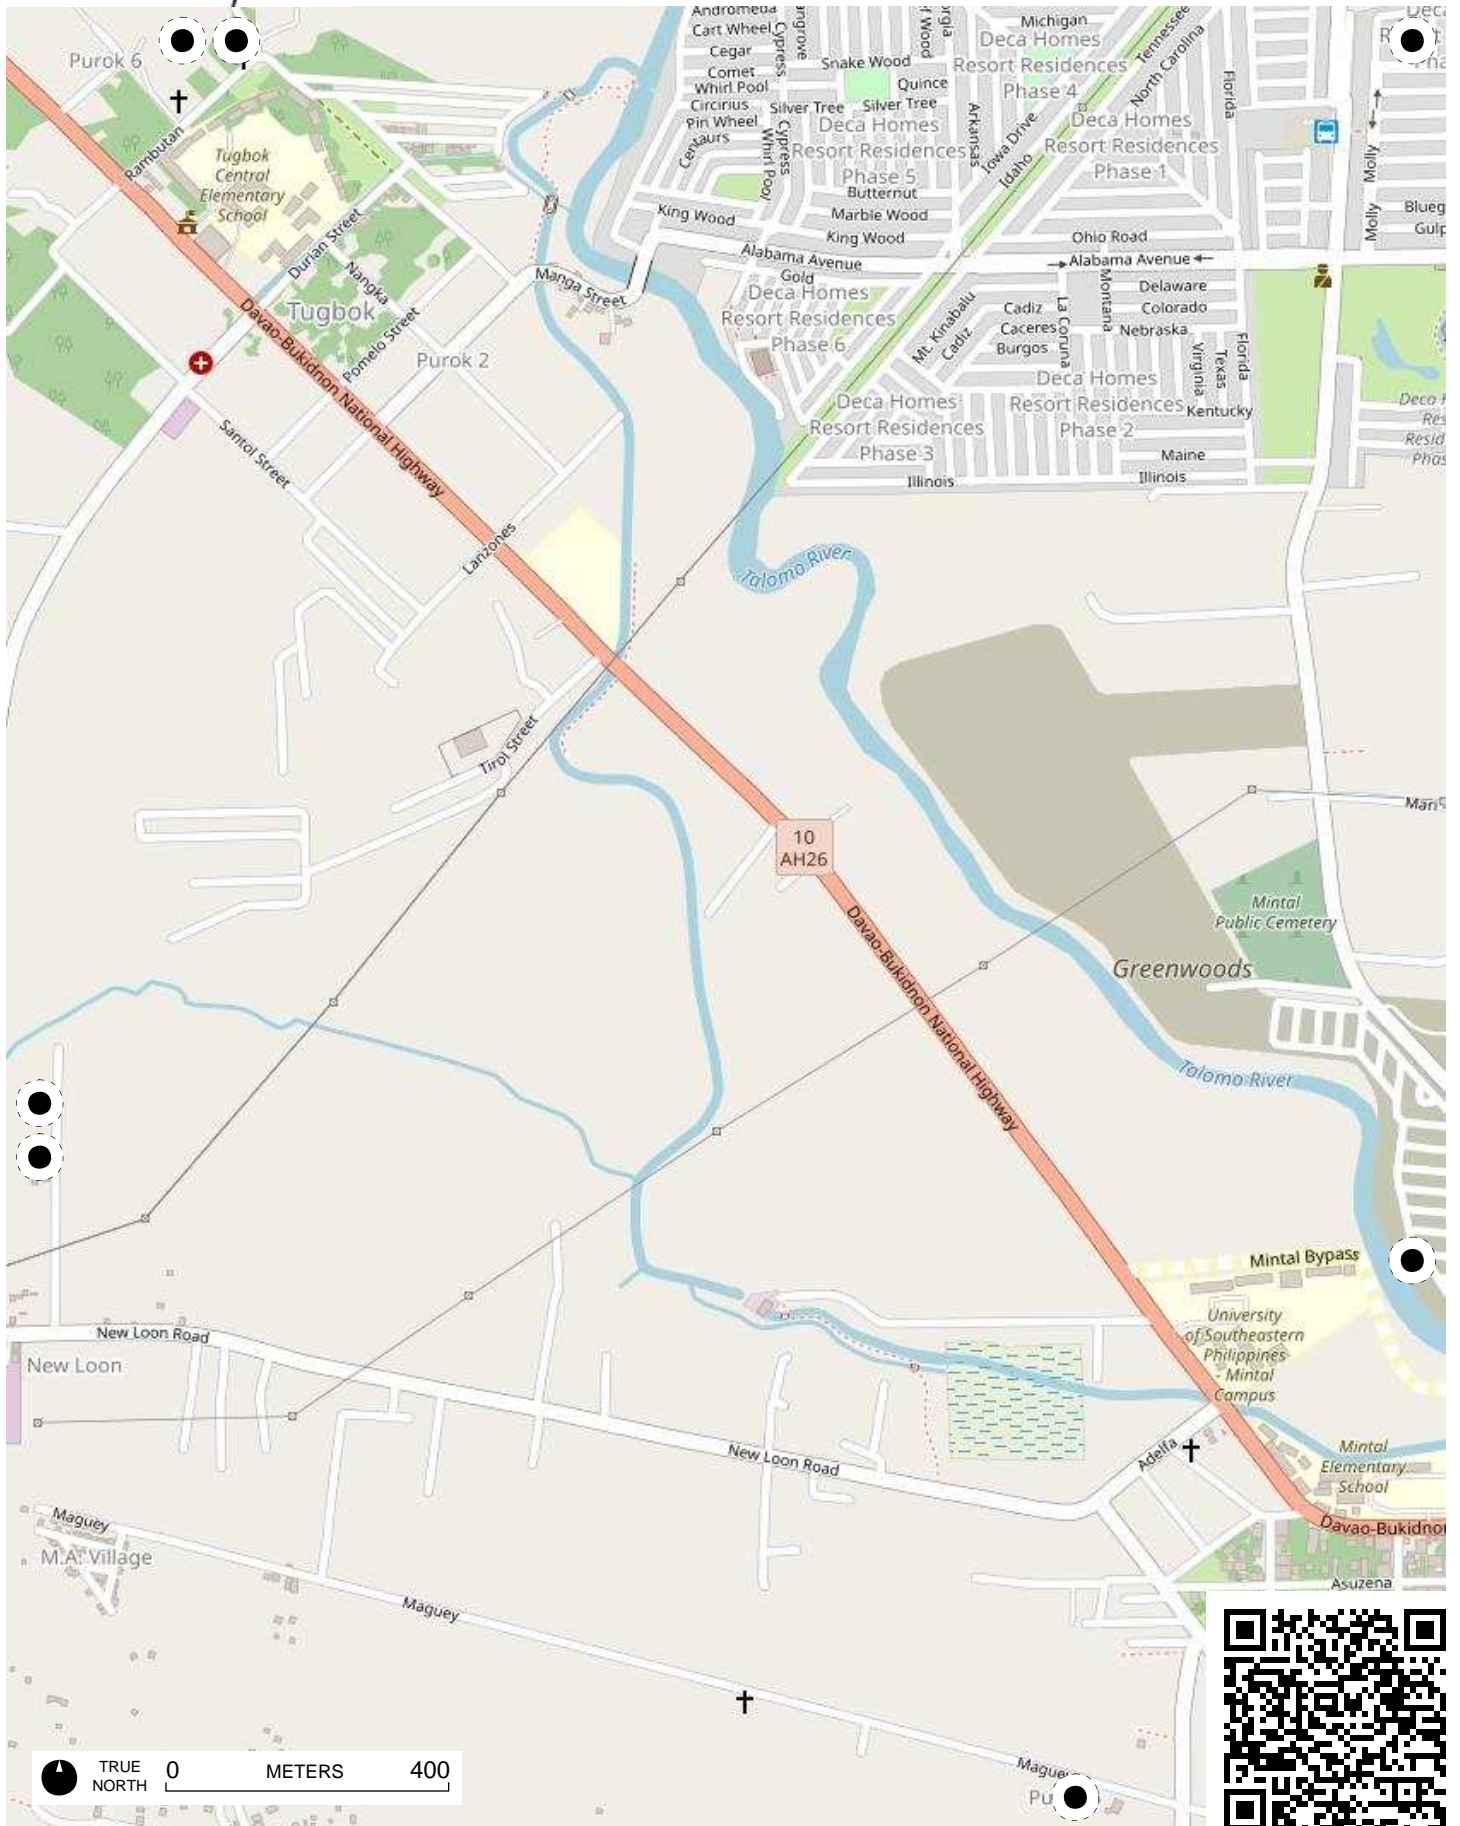 Andromeda
Cart Wheel
Cegar
Comet
Whirl Pool
Circirius
Pin Wheel
Centaurs
Cypress
Cypress
Whirl Pool
Snake Wood
Quince
Silver Tree
Silver Tree
Deca Homes
Resort Residences
Phase 5
Butternut
Marble Wood
King Wood
King Wood
Arkansas
Michigan
Deca Homes
Resort Residences
Phase 4
Tennessee
North Carolina
Iowa Drive
Idaho
Deca Homes
Resort Residences
Phase 1
Florida
Molly
Molly
Molly
Ohio Road
Alabama Avenue
Alabama Avenue
Gold
Deca Homes
Resort Residences
Phase 6
Mt. Kinabalu
Cadiz
Cadiz
Caceres
Burgos
La Coruna
Montana
Delaware
Colorado
Nebraska
Virginia
Texas
Florida
Kentucky
Deca Homes
Resort Residences
Phase 2
Deca Homes
Resort Residences
Phase 3
Maine
Illinois
Illinois
Purok 6
Rambutan
Tugbok
Central
Elementary
School
Durian Street
Nangka
Tugbok
Pomelo Street
Purok 2
Manga Street
Davao-Bukidnon National Highway
Santol Street
Lanzones
Talomo River
Tirol Street
10
AH26
Davao-Bukidnon National Highway
Mintal
Public Cemetery
Greenwoods
Talomo River
Mintal Bypass
University
of Southeastern
Philippines
- Mintal
Campus
New Loon Road
New Loon
New Loon Road
Adelfa
Mintal
Elementary
School
Asuzena
Maguey
M.A. Village
Maguey
TRUE
NORTH
0 METERS 400